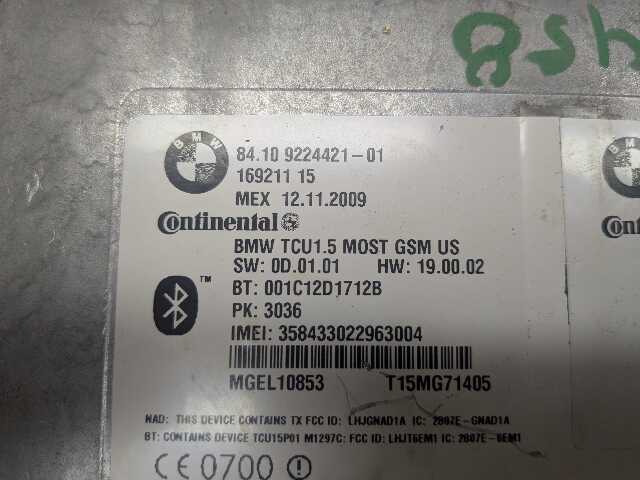 458
BMW
84.10 9224421-01
169211 15
MEX 12.11.2009
Continental
BMW TCU1.5 MOST GSM US
SW: 0D.01.01 HW: 19.00.02
BT: 001C12D1712B
PK: 3036
IMEI: 358433022963004
MGEL10853 T15MG71405
NAD: THIS DEVICE CONTAINS TX FCC ID: LHJGNAD1A IC: 2807E-GNAD1A
BT: CONTAINS DEVICE TCU15P01 M1297C: FCC ID: LHJT6EM1 IC: 2807E-6EM1
CE 0700
TM
Con